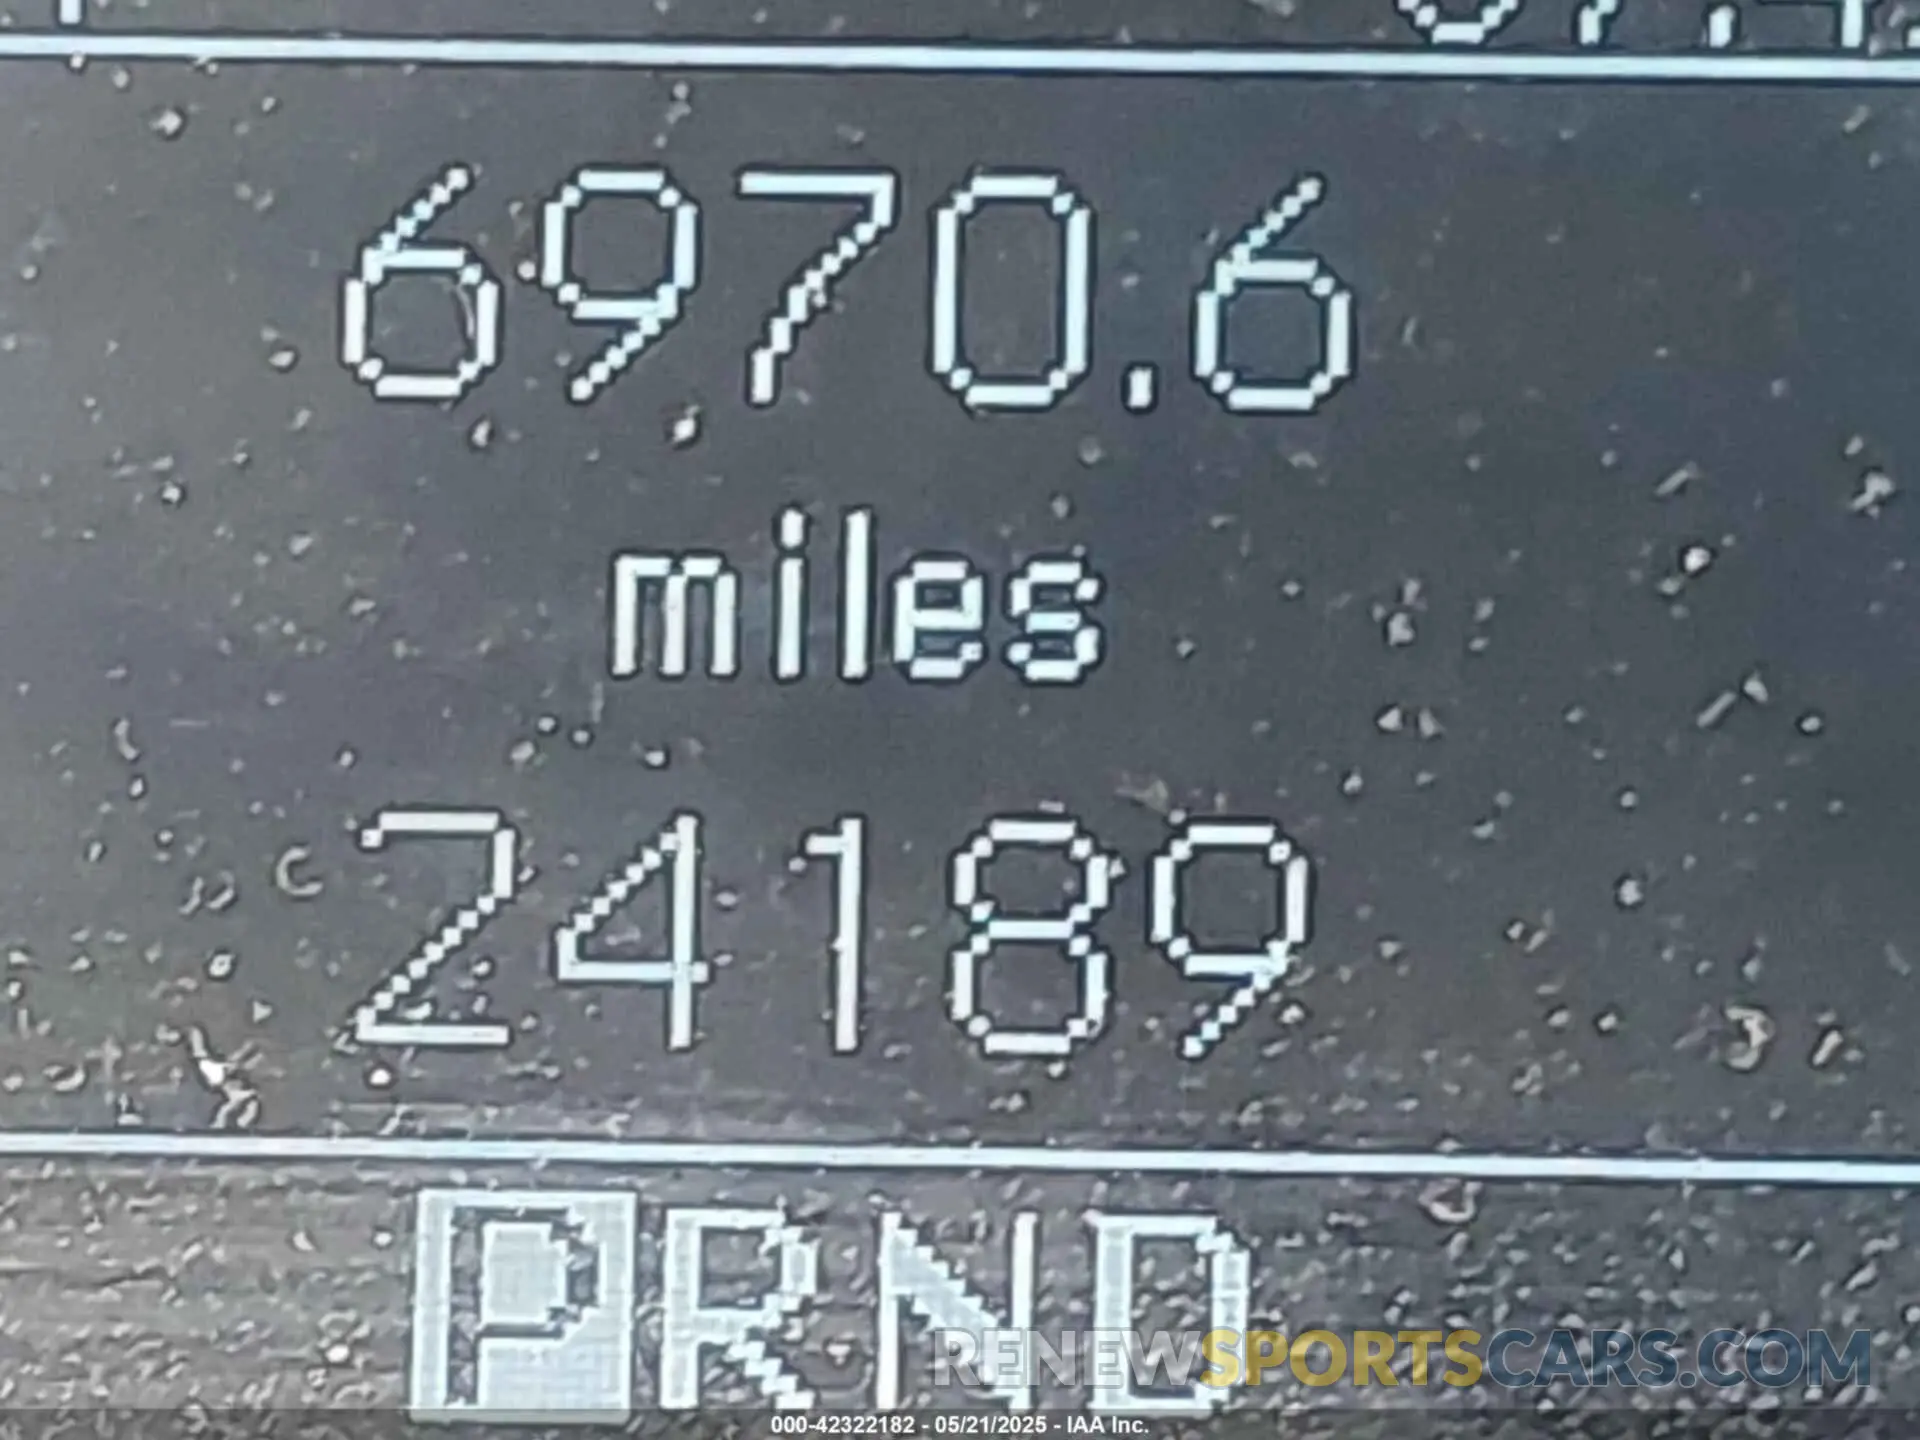 6970.6
miles
24189
PRND
RENEWSPORTSCARS.COM
000-42322182 - 05/21/2025 - IAA Inc.